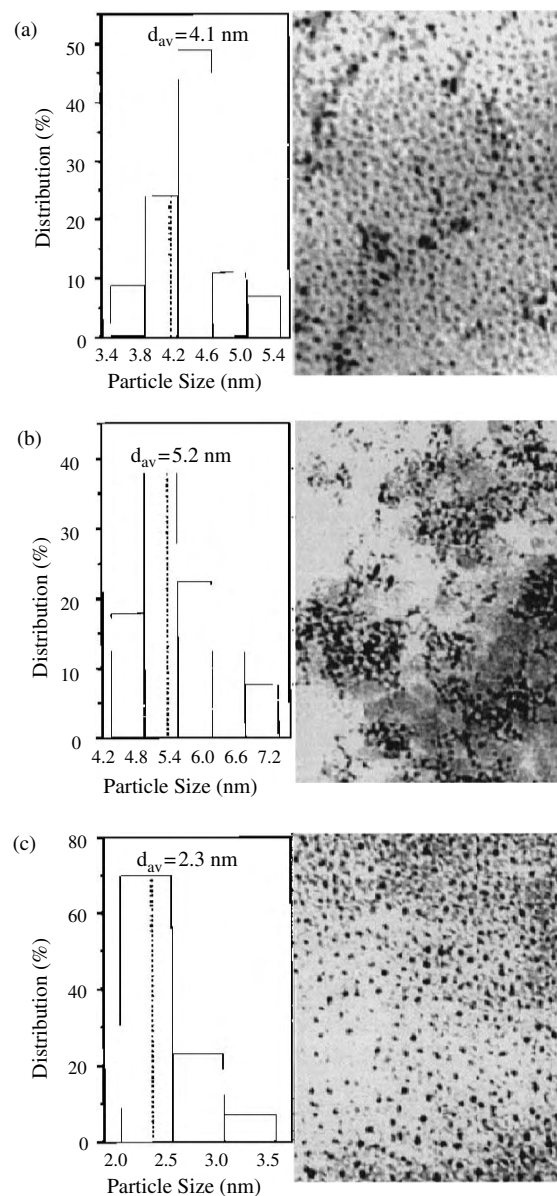 (a)
d_av=4.1 nm
50
40
30
20
10
0
Distribution (%)
3.4 3.8 4.2 4.6 5.0 5.4
Particle Size (nm)
(b)
d_av=5.2 nm
40
30
20
10
0
Distribution (%)
4.2 4.8 5.4 6.0 6.6 7.2
Particle Size (nm)
(c)
d_av=2.3 nm
80
60
40
20
0
Distribution (%)
2.0 2.5 3.0 3.5
Particle Size (nm)